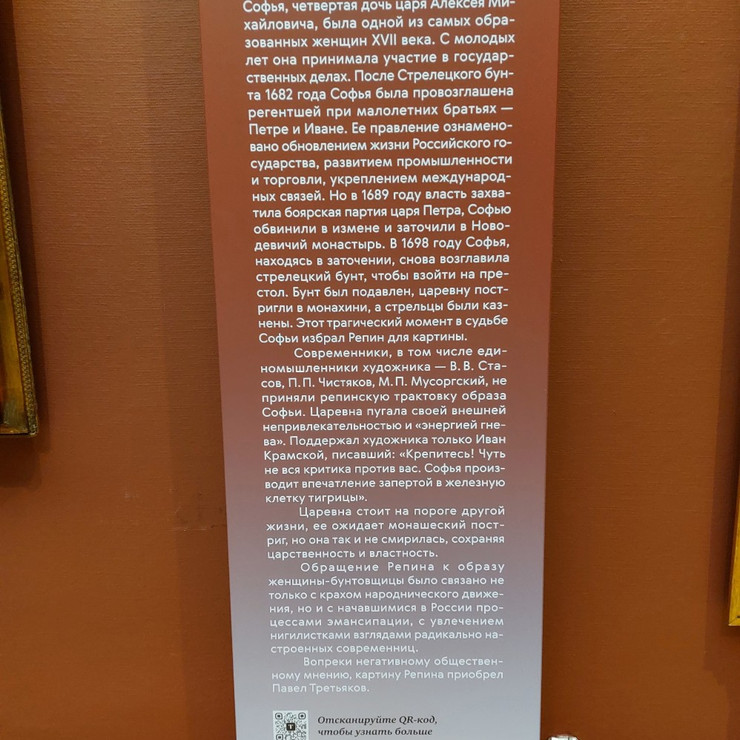 Софья, четвертая дочь царя Алексея Ми-
хайловича, была одной из самых обра-
зованных женщин XVII века. С молодых
лет она принимала участие в государ-
ственных делах. После Стрелецкого бун-
та 1682 года Софья была провозглашена
регентшей при малолетних братьях —
Петре и Иване. Ее правление ознамено-
вано обновлением жизни Российского го-
сударства, развитием промышленности
и торговли, укреплением международ-
ных связей. Но в 1689 году власть захва-
тила боярская партия царя Петра, Софью
обвинили в измене и заточили в Ново-
девичий монастырь. В 1698 году Софья,
находясь в заточении, снова возглавила
стрелецкий бунт, чтобы взойти на пре-
стол. Бунт был подавлен, царевну пост-
ригли в монахини, а стрельцы были каз-
нены. Этот трагический момент в судьбе
Софьи избрал Репин для картины.
Современники, в том числе еди-
номышленники художника — В. В. Ста-
сов, П. П. Чистяков, М. П. Мусоргский, не
приняли репинскую трактовку образа
Софьи. Царевна пугала своей внешней
непривлекательностью и «энергией гне-
ва». Поддержал художника только Иван
Крамской, писавший: «Крепитесь! Чуть
не вся критика против вас. Софья произ-
водит впечатление запертой в железную
клетку тигрицы».
Царевна стоит на пороге другой
жизни, ее ожидает монашеский пост-
риг, но она так и не смирилась, сохраняя
царственность и властность.
Обращение Репина к образу
женщины-бунтовщицы было связано не
только с крахом народнического движе-
ния, но и с начавшимися в России про-
цессами эмансипации, с увлечением
нигилистками взглядами радикально на-
строенных современниц.
Вопреки негативному обществен-
ному мнению, картину Репина приобрел
Павел Третьяков.
Отсканируйте QR-код,
чтобы узнать больше